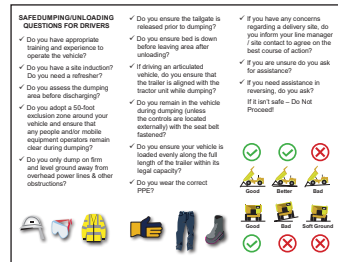 SAFEDUMPING/UNLOADING
QUESTIONS FOR DRIVERS
✓ Do you have appropriate
training and experience to
operate the vehicle?
✓ Do you have a site induction?
Do you need a refresher?
✓ Do you assess the dumping
area before discharging?
✓ Do you adopt a 50-foot
exclusion zone around your
vehicle and ensure that
any people and/or mobile
equipment operators remain
clear during dumping?
✓ Do you only dump on firm
and level ground away from
overhead power lines & other
obstructions?
✓ Do you ensure the tailgate is
released prior to dumping?
✓ Do you ensure bed is down
before leaving area after
unloading?
✓ If driving an articulated
vehicle, do you ensure that
the trailer is aligned with the
tractor unit while dumping?
✓ Do you remain in the vehicle
during dumping (unless
the controls are located
externally) with the seat belt
fastened?
✓ Do you ensure your vehicle is
loaded evenly along the full
length of the trailer within its
legal capacity?
✓ Do you wear the correct
PPE?
✓ If you have any concerns
regarding a delivery site, do
you inform your line manager
/ site contact to agree on the
best course of action?
✓ If you are unsure do you ask
for assistance?
✓ If you need assistance in
reversing, do you ask?
If it isn't safe – Do Not
Proceed!
Good Better Bad
Good Bad Soft Ground